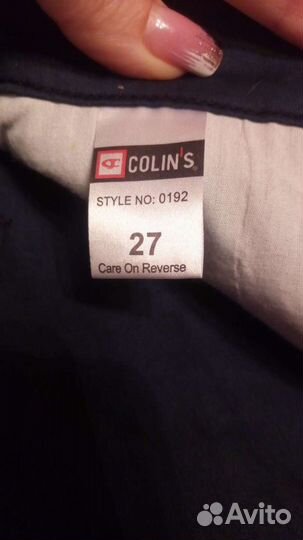 COLIN'S
STYLE NO: 0192
27
Care On Reverse
Avito